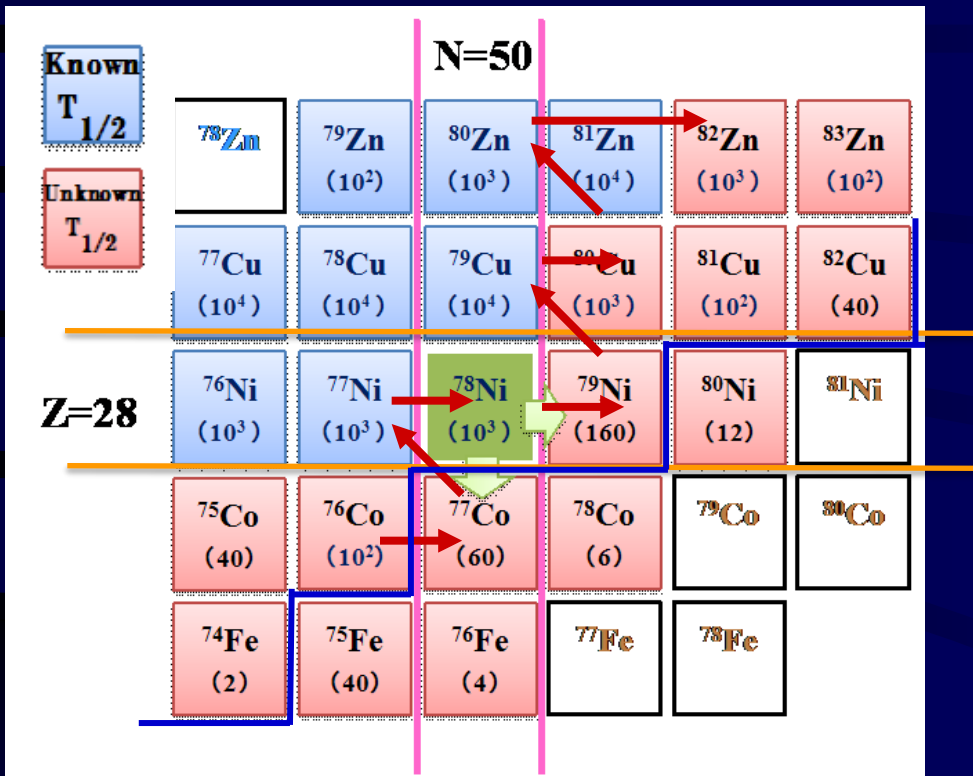 Known
T1/2
Unknown
T1/2
N=50
Z=28
⁷⁸Zn
⁷⁹Zn
(10²)
⁸⁰Zn
(10³)
⁸¹Zn
(10⁴)
⁸²Zn
(10³)
⁸³Zn
(10²)
⁷⁷Cu
(10⁴)
⁷⁸Cu
(10⁴)
⁷⁹Cu
(10⁴)
⁸⁰Cu
(10³)
⁸¹Cu
(10²)
⁸²Cu
(40)
⁷⁶Ni
(10³)
⁷⁷Ni
(10³)
⁷⁸Ni
(10³)
⁷⁹Ni
(160)
⁸⁰Ni
(12)
⁸¹Ni
⁷⁵Co
(40)
⁷⁶Co
(10²)
⁷⁷Co
(60)
⁷⁸Co
(6)
⁷⁹Co
⁸⁰Co
⁷⁴Fe
(2)
⁷⁵Fe
(40)
⁷⁶Fe
(4)
⁷⁷Fe
⁷⁸Fe